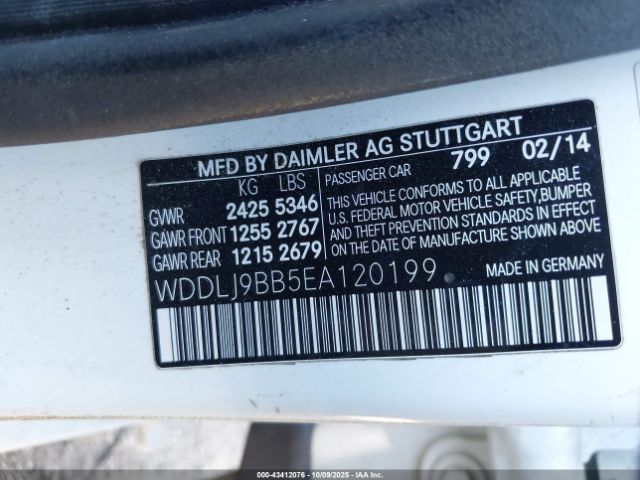 MFD BY DAIMLER AG STUTTGART
KG LBS
GVWR 2425 5346
GAWR FRONT 1255 2767
GAWR REAR 1215 2679
PASSENGER CAR 799 02/14
THIS VEHICLE CONFORMS TO ALL APPLICABLE
U.S. FEDERAL MOTOR VEHICLE SAFETY, BUMPER
AND THEFT PREVENTION STANDARDS IN EFFECT
ON THE DATE OF MANUFACTURE SHOWN ABOVE.
WDDLJ9BB5EA120199
MADE IN GERMANY
000-43412076 - 10/09/2025 - IAA, Inc.